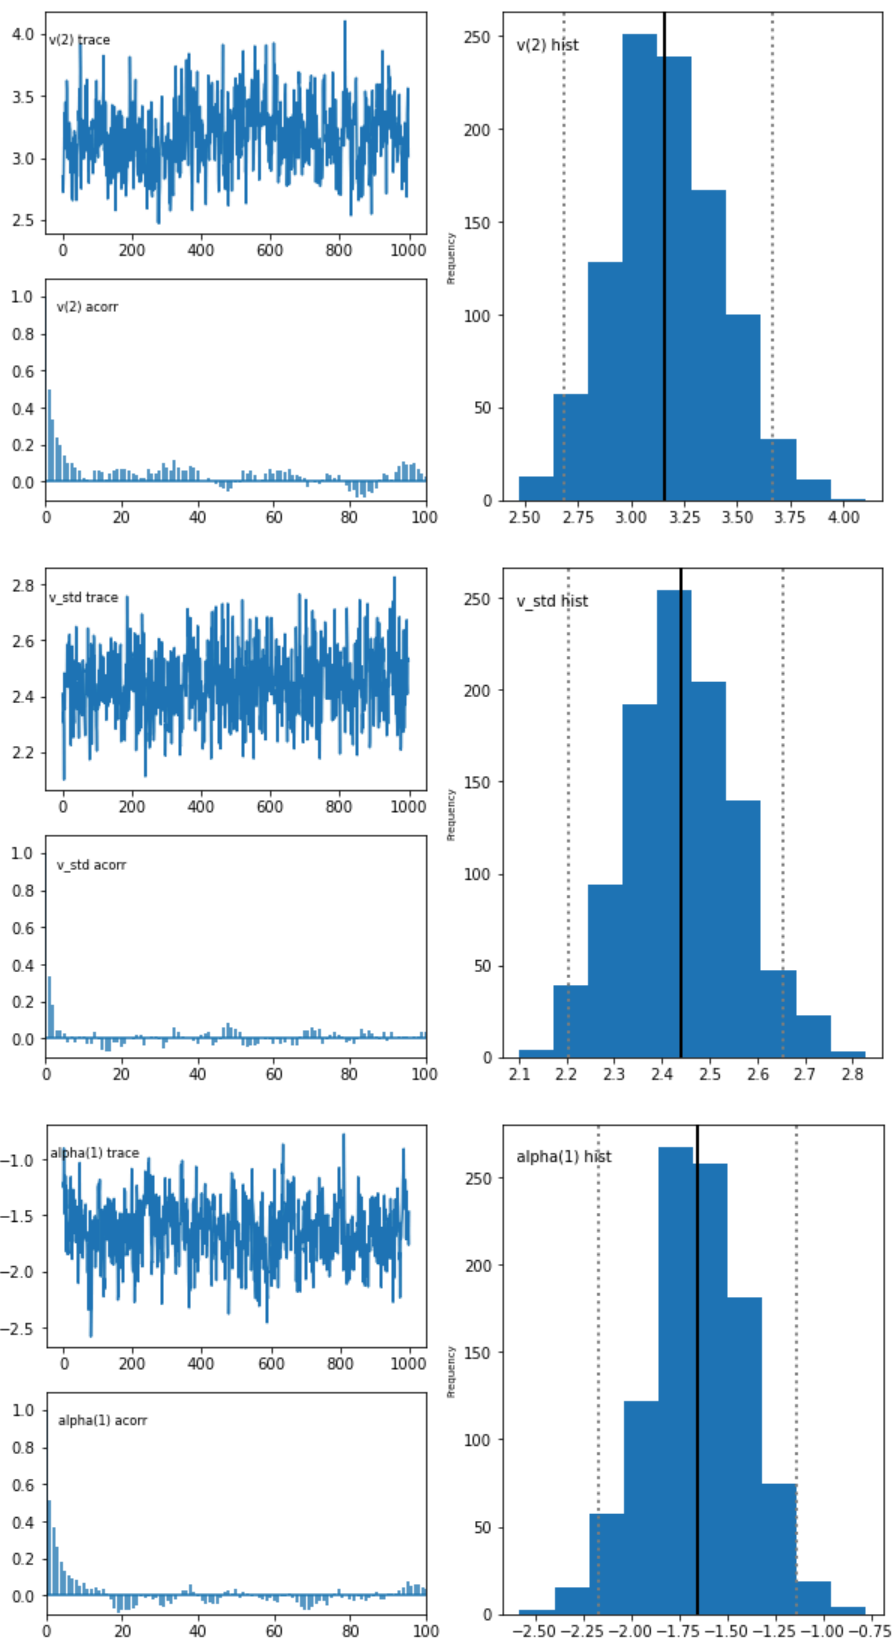 4.0
v(2) trace
3.5
3.0
2.5
0 200 400 600 800 1000
1.0
v(2) acorr
0.8
0.6
0.4
0.2
0.0
0 20 40 60 80 100
250
v(2) hist
200
150
Frequency
100
50
0
2.50 2.75 3.00 3.25 3.50 3.75 4.00
2.8
v_std trace
2.6
2.4
2.2
0 200 400 600 800 1000
1.0
v_std acorr
0.8
0.6
0.4
0.2
0.0
0 20 40 60 80 100
250
v_std hist
200
150
Frequency
100
50
0
2.1 2.2 2.3 2.4 2.5 2.6 2.7 2.8
−1.0
alpha(1) trace
−1.5
−2.0
−2.5
0 200 400 600 800 1000
1.0
alpha(1) acorr
0.8
0.6
0.4
0.2
0.0
0 20 40 60 80 100
250
alpha(1) hist
200
150
Frequency
100
50
0
−2.50 −2.25 −2.00 −1.75 −1.50 −1.25 −1.00 −0.75